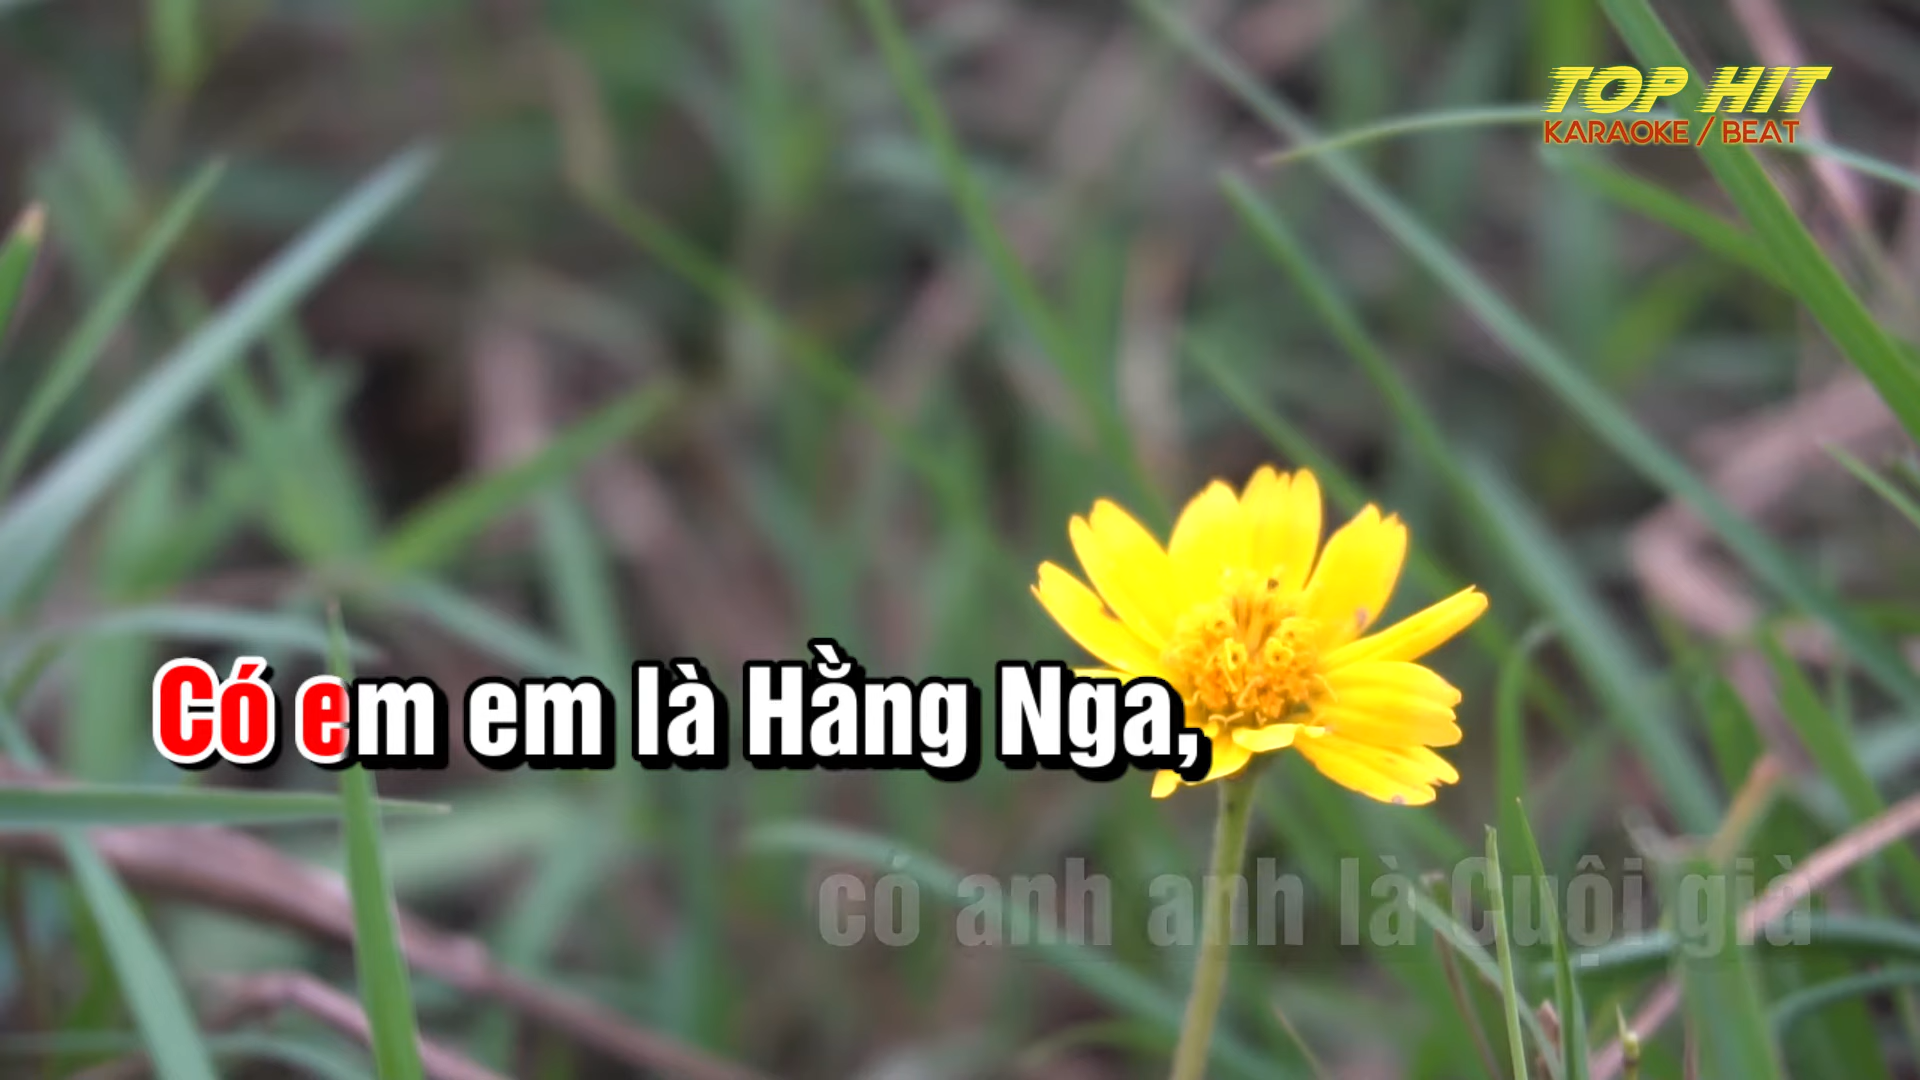 TOP HIT
KARAOKE / BEAT
Có em em là Hằng Nga,
có anh anh là Cuội già